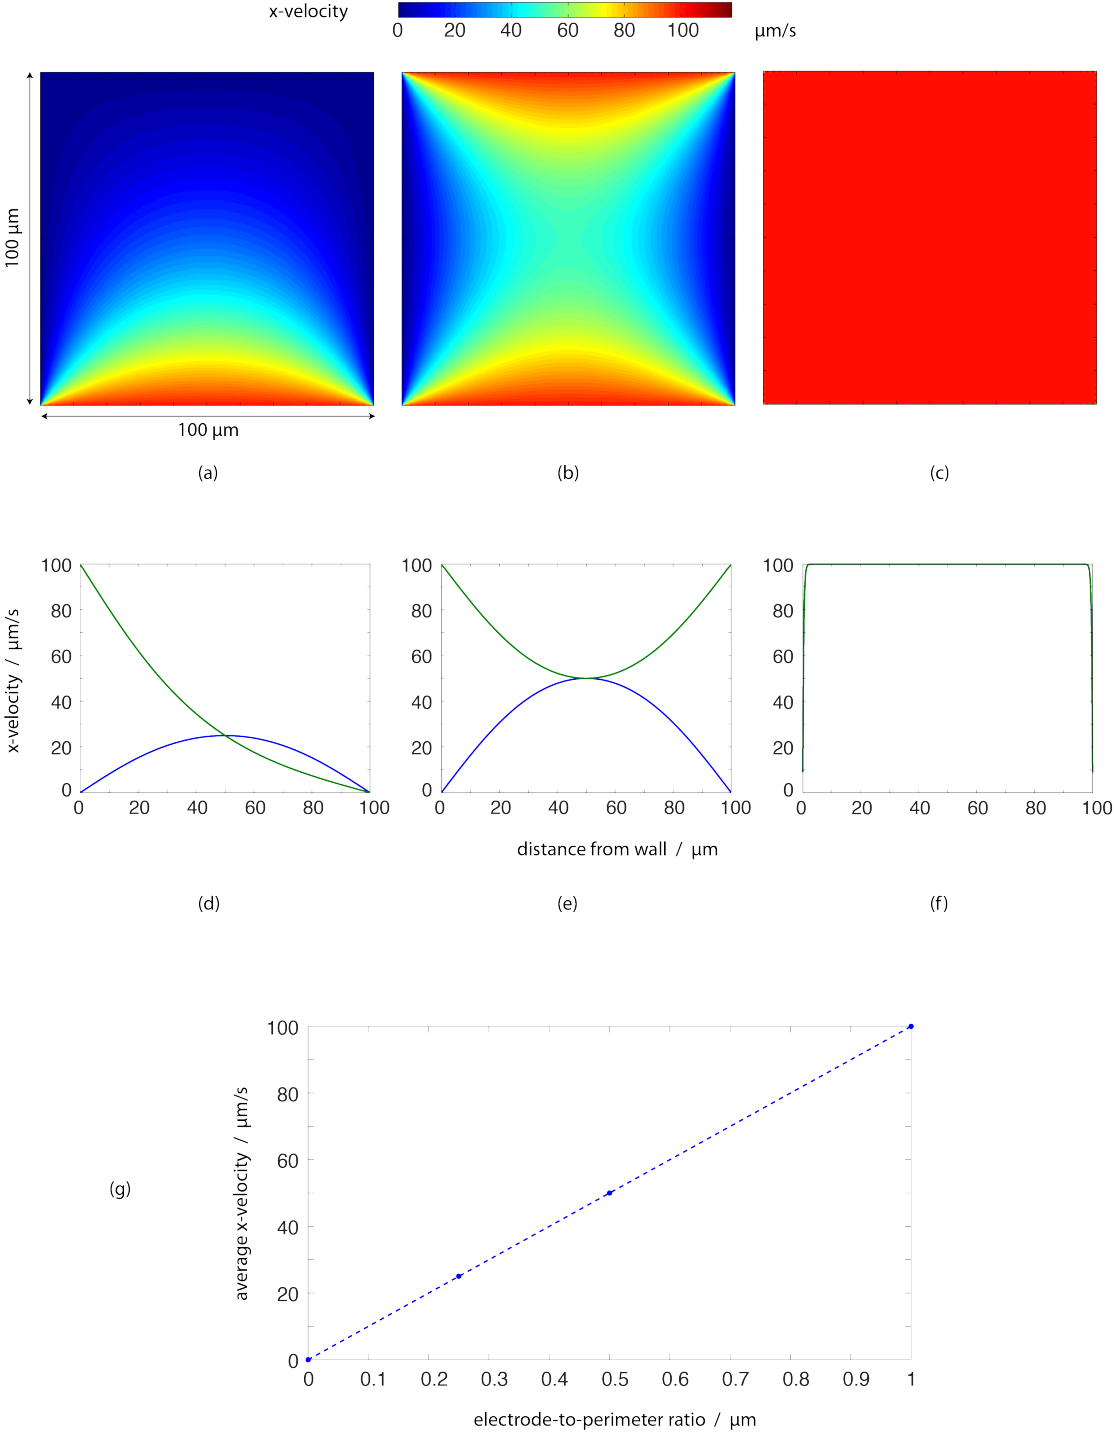 x-velocity
0 20 40 60 80 100 µm/s
100 µm
100 µm
(a) (b) (c)
x-velocity / µm/s
100 100 100
80 80 80
60 60 60
40 40 40
20 20 20
0 0 0
0 20 40 60 80 100 0 20 40 60 80 100 0 20 40 60 80 100
distance from wall / µm
(d) (e) (f)
(g)
average x-velocity / µm/s
100
80
60
40
20
0
0 0.1 0.2 0.3 0.4 0.5 0.6 0.7 0.8 0.9 1
electrode-to-perimeter ratio / µm